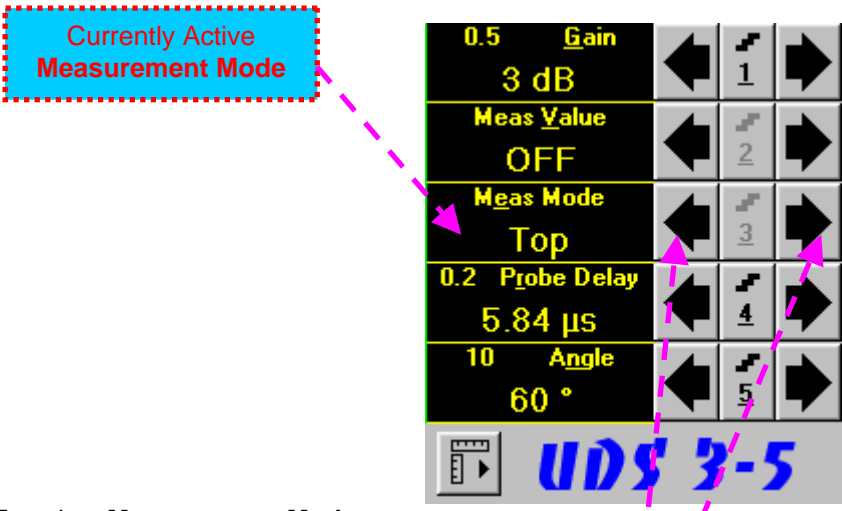 Currently Active
Measurement Mode
0.5 Gain
3 dB
1
Meas Value
OFF
2
Meas Mode
Top
3
0.2 Probe Delay
5.84 µs
4
10 Angle
60 °
5
UDS 3-5